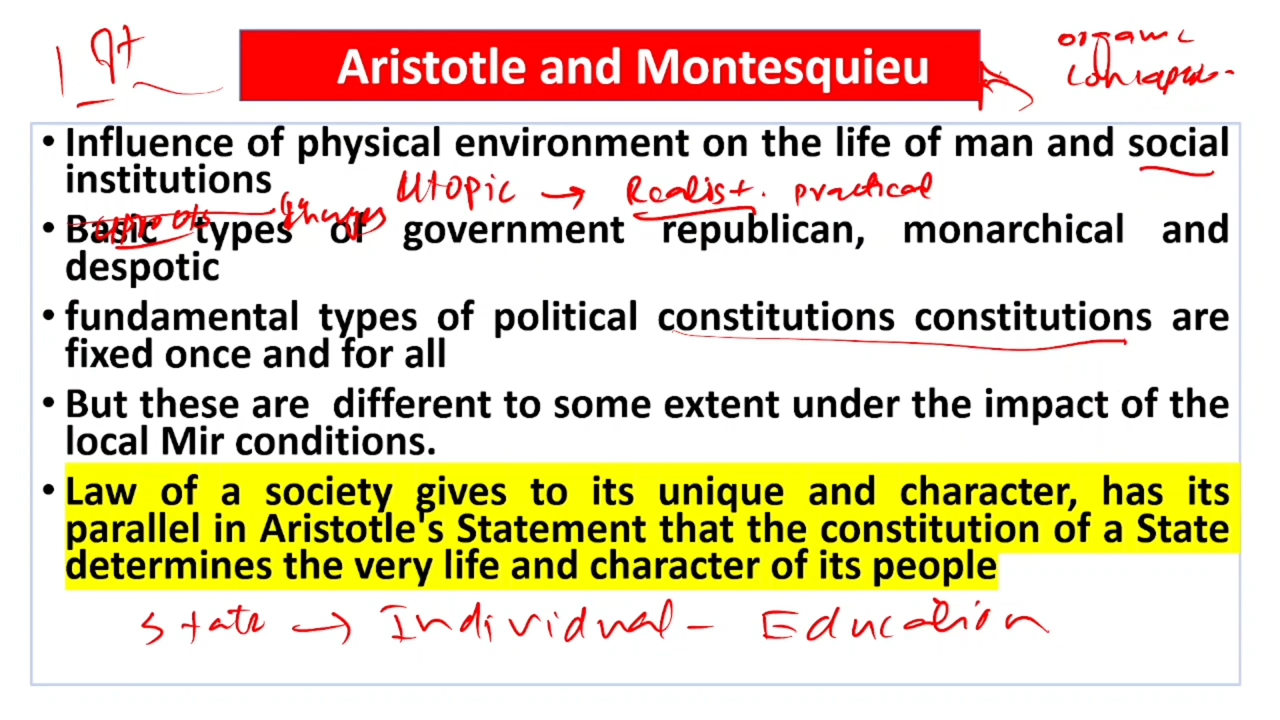 Aristotle and Montesquieu
organic
• Influence of physical environment on the life of man and social
institutions
Utopic → Realist. practical
changes
• Basic types of government republican, monarchical and
despotic
• fundamental types of political constitutions constitutions are
fixed once and for all
• But these are different to some extent under the impact of the
local Mir conditions.
• Law of a society gives to its unique and character, has its
parallel in Aristotle's Statement that the constitution of a State
determines the very life and character of its people
State → Individual - Education